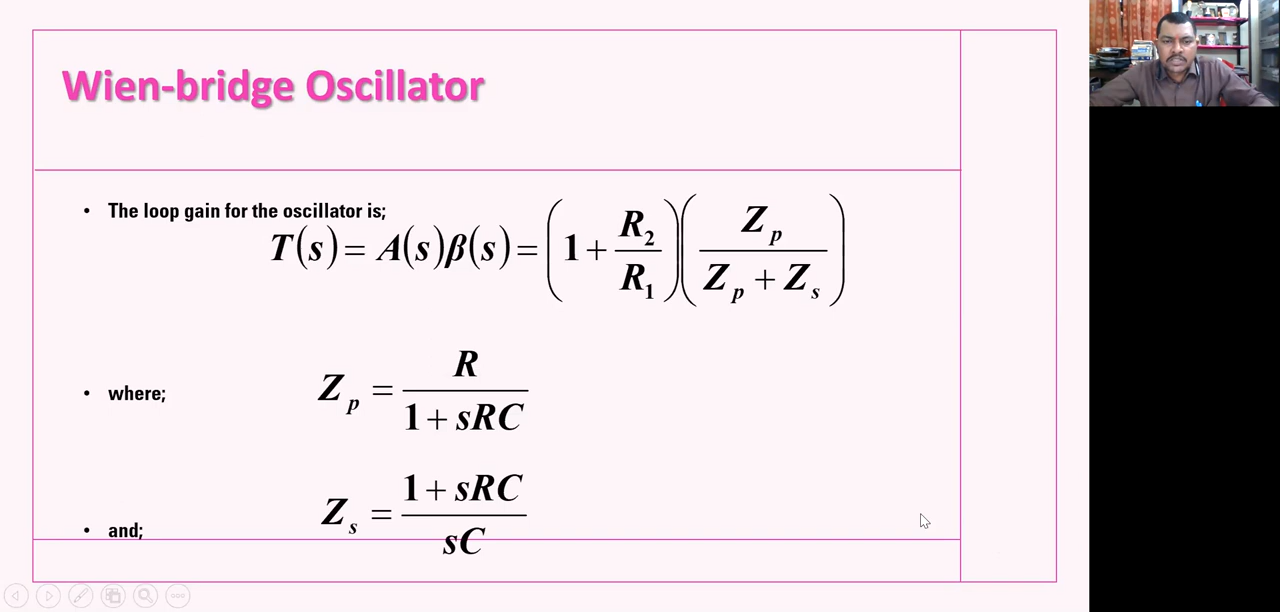 Wien-bridge Oscillator
• The loop gain for the oscillator is;
T(s) = A(s)β(s) = (1 + R₂/R₁)(Zₚ/(Zₚ + Zₛ))
• where; Zₚ = R/(1 + sRC)
• and; Zₛ = (1 + sRC)/sC